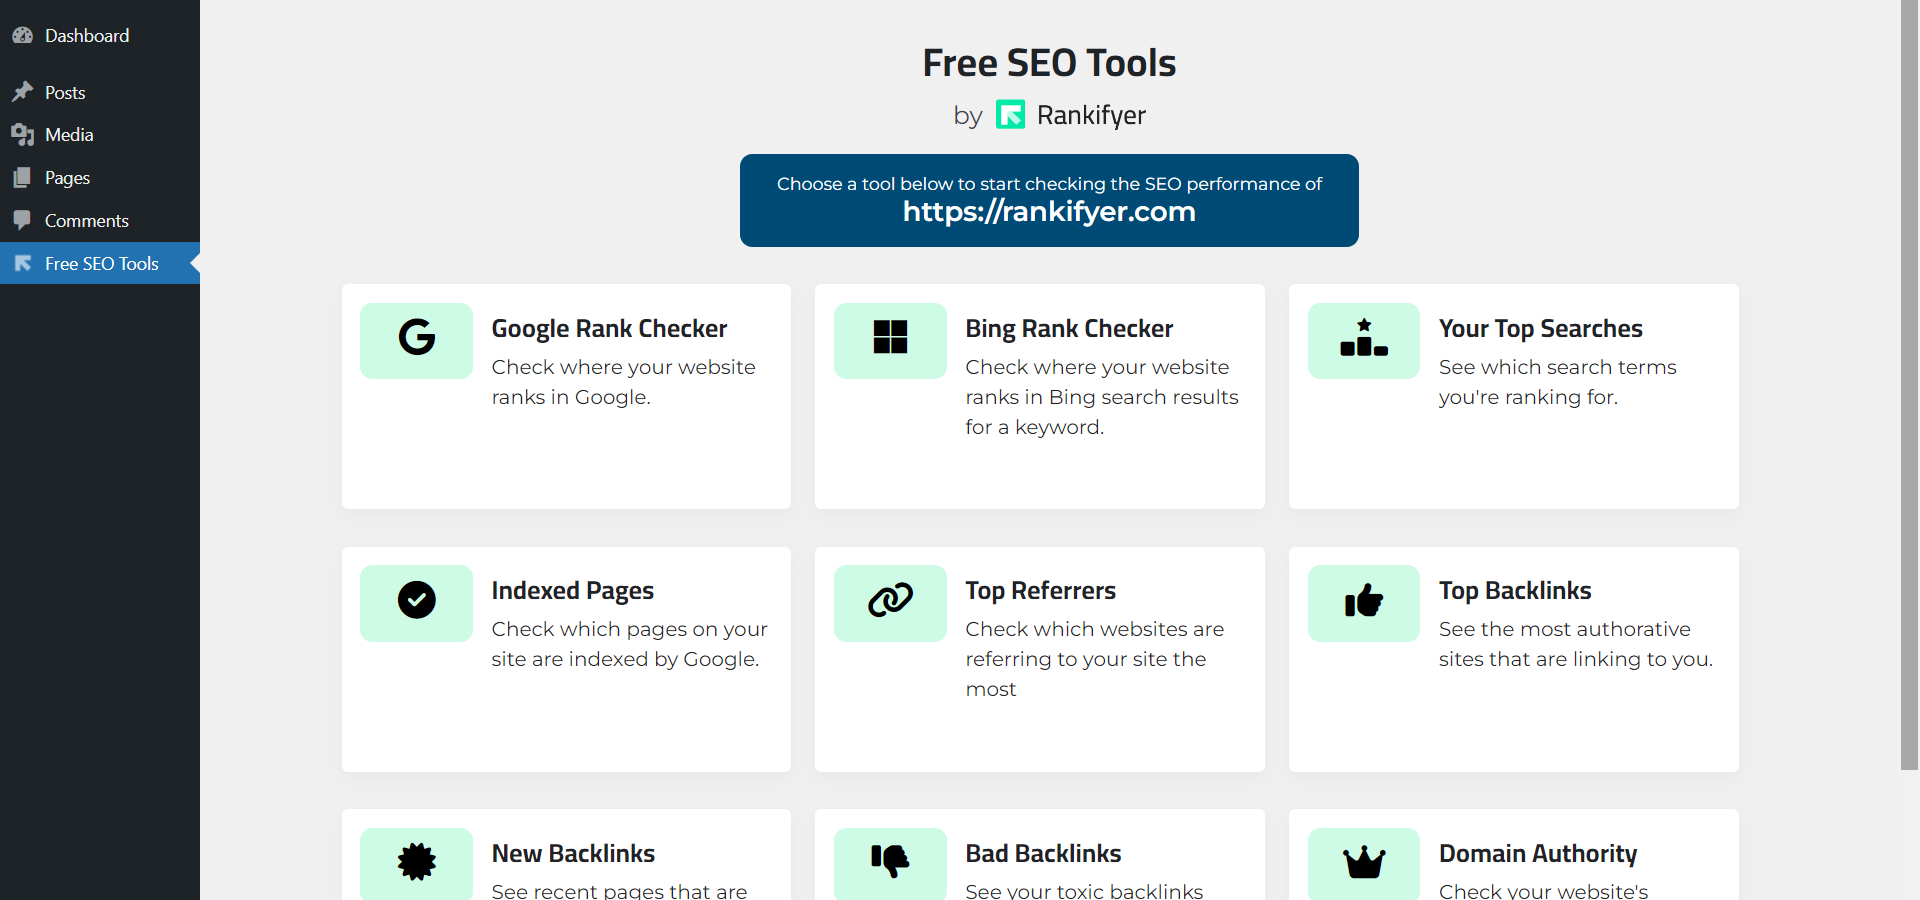 Dashboard
Posts
Media
Pages
Comments
Free SEO Tools
Free SEO Tools
by Rankifyer
Choose a tool below to start checking the SEO performance of
https://rankifyer.com
Google Rank Checker
Check where your website
ranks in Google.
Bing Rank Checker
Check where your website
ranks in Bing search results
for a keyword.
Your Top Searches
See which search terms
you're ranking for.
Indexed Pages
Check which pages on your
site are indexed by Google.
Top Referrers
Check which websites are
referring to your site the
most
Top Backlinks
See the most authorative
sites that are linking to you.
New Backlinks
See recent pages that are
Bad Backlinks
See your toxic backlinks
Domain Authority
Check your website's